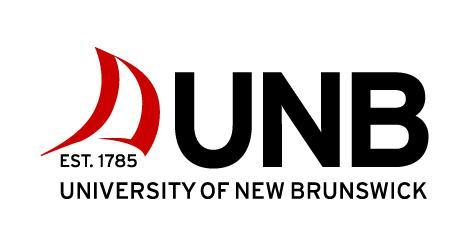 UNB
EST. 1785
UNIVERSITY OF NEW BRUNSWICK